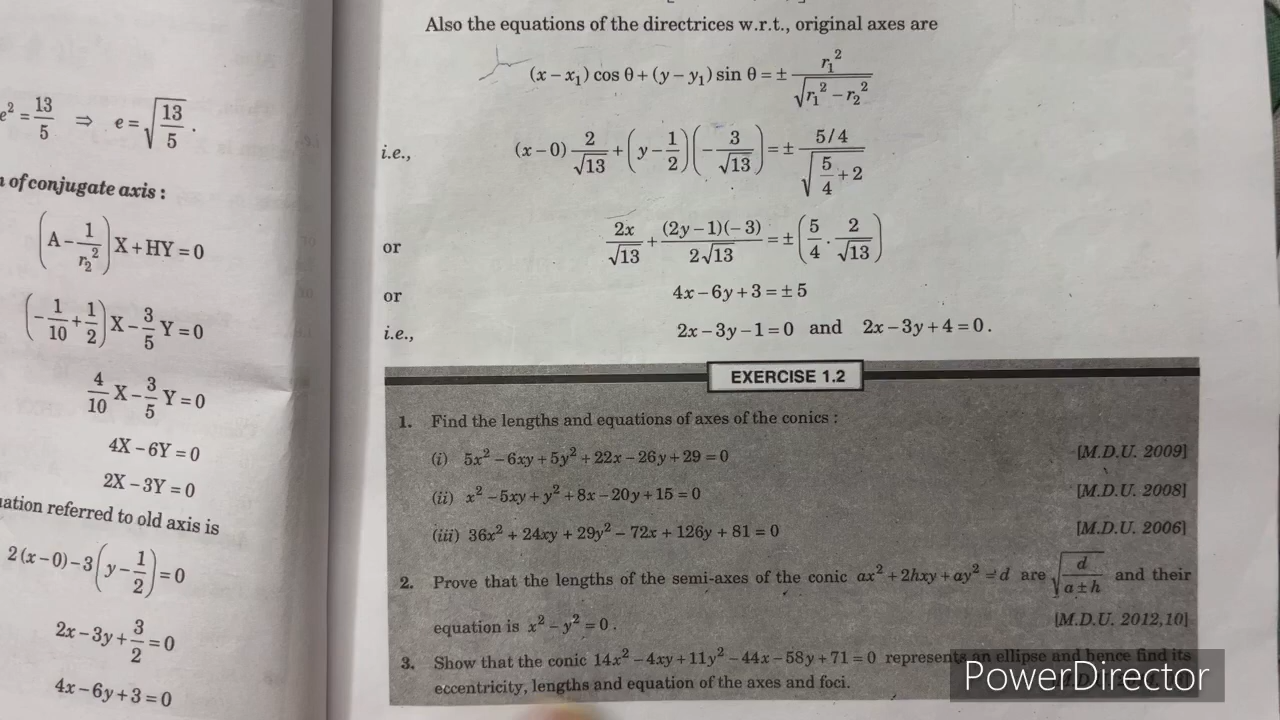 e² = 13/5 ⇒ e = √(13/5) .
of conjugate axis :
(A − 1/r₂²) X + HY = 0
(− 1/10 + 1/2) X − 3/5 Y = 0
4/10 X − 3/5 Y = 0
4X − 6Y = 0
2X − 3Y = 0
referred to old axis is
2 (x − 0) − 3 (y − 1/2) = 0
2x − 3y + 3/2 = 0
4x − 6y + 3 = 0
Also the equations of the directrices w.r.t., original axes are
(x − x₁) cos θ + (y − y₁) sin θ = ± r₁²/√(r₁² − r₂²)
i.e., (x − 0) 2/√13 + (y − 1/2) (− 3/√13) = ± (5/4)/√(5/4 + 2)
or 2x/√13 + (2y − 1)(− 3)/2√13 = ± (5/4 · 2/√13)
or 4x − 6y + 3 = ± 5
i.e., 2x − 3y − 1 = 0 and 2x − 3y + 4 = 0 .
EXERCISE 1.2
1. Find the lengths and equations of axes of the conics :
(i) 5x² − 6xy + 5y² + 22x − 26y + 29 = 0 [M.D.U. 2009]
(ii) x² − 5xy + y² + 8x − 20y + 15 = 0 [M.D.U. 2008]
(iii) 36x² + 24xy + 29y² − 72x + 126y + 81 = 0 [M.D.U. 2006]
2. Prove that the lengths of the semi-axes of the conic ax² + 2hxy + ay² = d are √(d/(a ± h)) and their
equation is x² − y² = 0 . [M.D.U. 2012,10]
3. Show that the conic 14x² − 4xy + 11y² − 44x − 58y + 71 = 0 represents an ellipse and hence find its
eccentricity, lengths and equation of the axes and foci.
PowerDirector